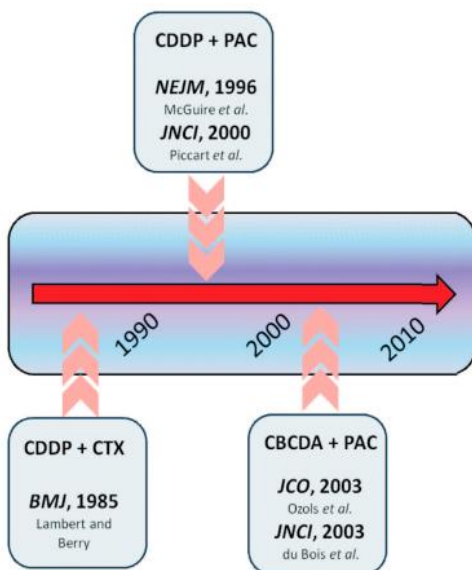 CDDP + PAC
NEJM, 1996
McGuire et al.
JNCI, 2000
Piccart et al.
1990
2000
2010
CDDP + CTX
BMJ, 1985
Lambert and
Berry
CBCDA + PAC
JCO, 2003
Ozols et al.
JNCI, 2003
du Bois et al.